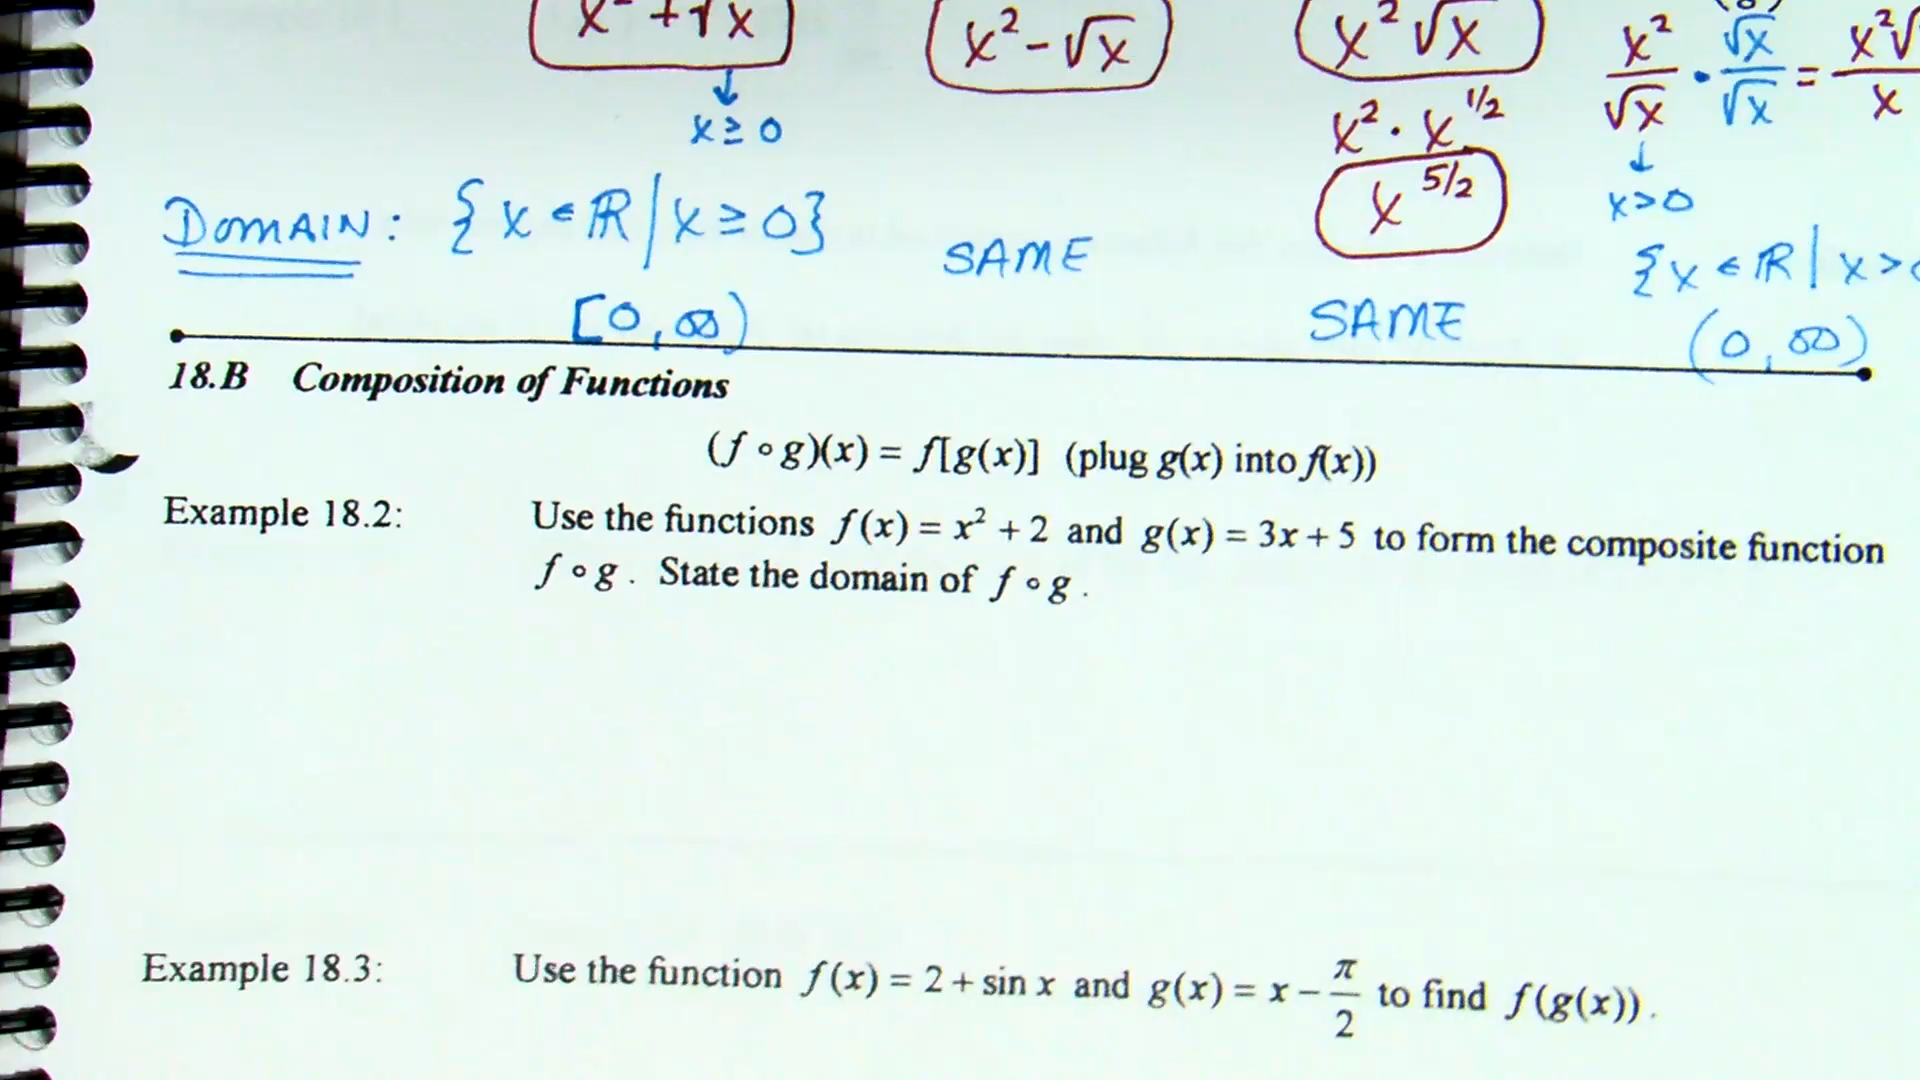 x² + √x x² - √x x² √x x²/√x · √x/√x = x²√/x
x ≥ 0 x² · x^1/2
x^5/2 x > 0
DOMAIN: {x ∈ ℝ | x ≥ 0} SAME {x ∈ ℝ | x >
[0, ∞) SAME (0, ∞)
18.B Composition of Functions
(f ∘ g)(x) = f[g(x)] (plug g(x) into f(x))
Example 18.2: Use the functions f(x) = x² + 2 and g(x) = 3x + 5 to form the composite function
f ∘ g. State the domain of f ∘ g.
Example 18.3: Use the function f(x) = 2 + sin x and g(x) = x - π/2 to find f(g(x)).